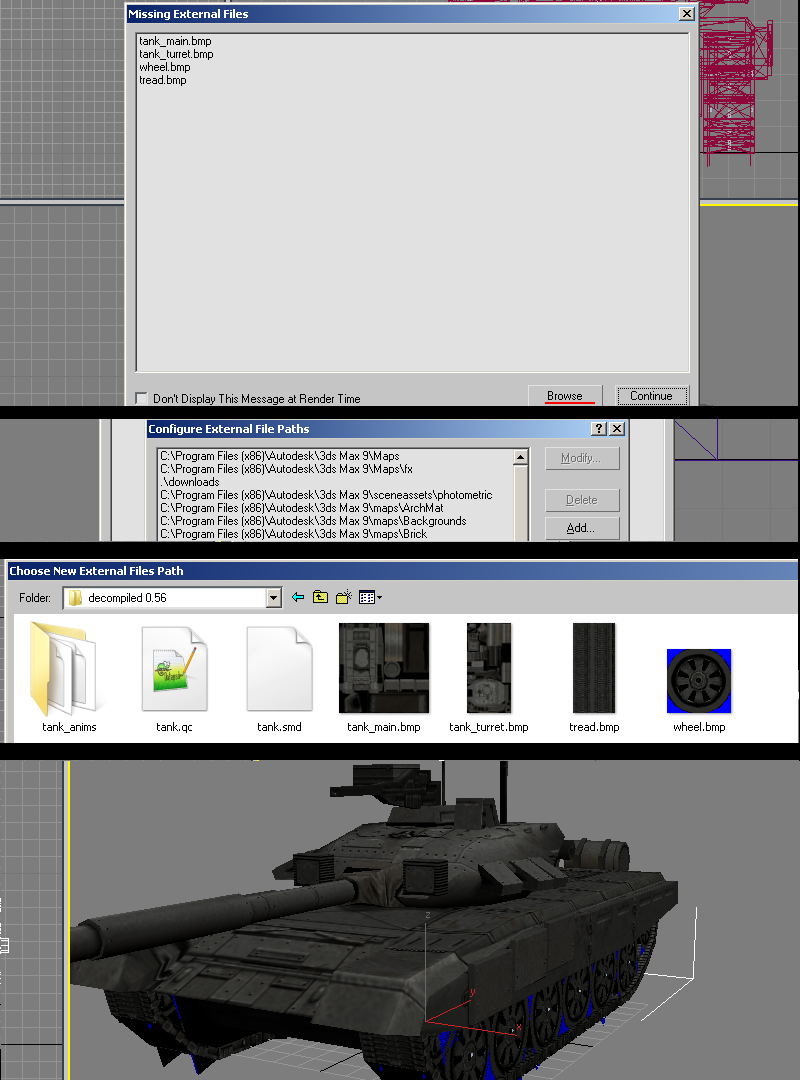 Missing External Files
tank_main.bmp
tank_turret.bmp
wheel.bmp
tread.bmp
Don't Display This Message at Render Time
Browse
Continue
Configure External File Paths
C:\Program Files (x86)\Autodesk\3ds Max 9\Maps
C:\Program Files (x86)\Autodesk\3ds Max 9\Maps\fx
.\downloads
C:\Program Files (x86)\Autodesk\3ds Max 9\sceneassets\photometric
C:\Program Files (x86)\Autodesk\3ds Max 9\maps\ArchMat
C:\Program Files (x86)\Autodesk\3ds Max 9\maps\Backgrounds
C:\Program Files (x86)\Autodesk\3ds Max 9\maps\Brick
Modify...
Delete
Add...
Choose New External Files Path
Folder:
decompiled 0.56
tank_anims
tank.qc
tank.smd
tank_main.bmp
tank_turret.bmp
tread.bmp
wheel.bmp
z
y
x